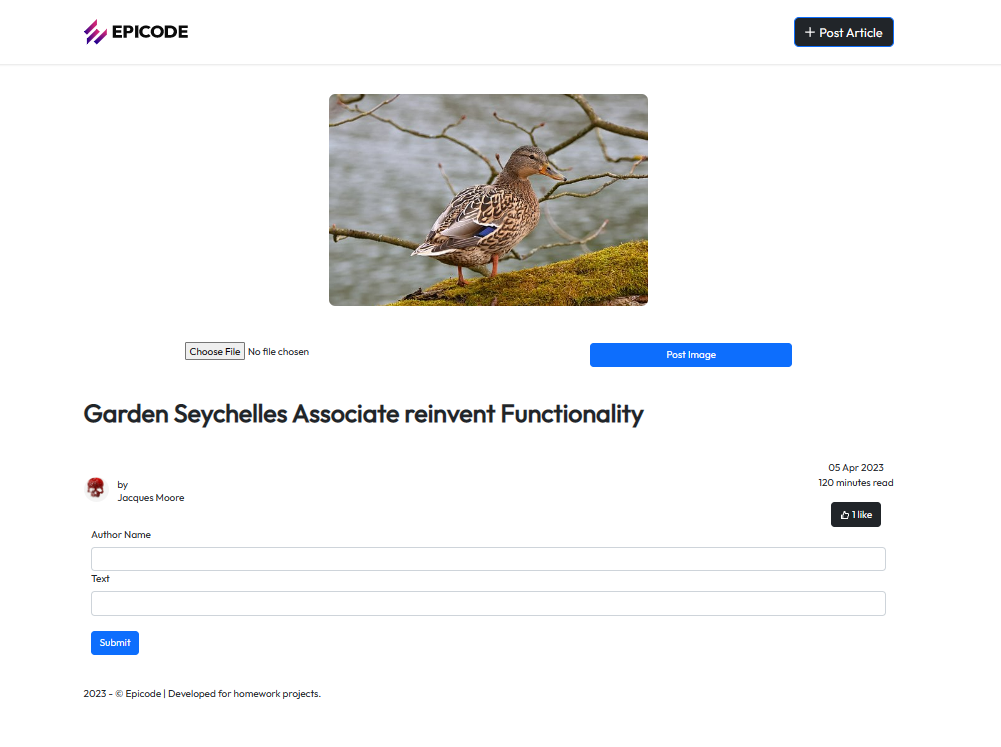 EPICODE
+ Post Article
Choose File No file chosen
Post Image
Garden Seychelles Associate reinvent Functionality
by
Jacques Moore
05 Apr 2023
120 minutes read
1 like
Author Name
Text
Submit
2023 - © Epicode | Developed for homework projects.